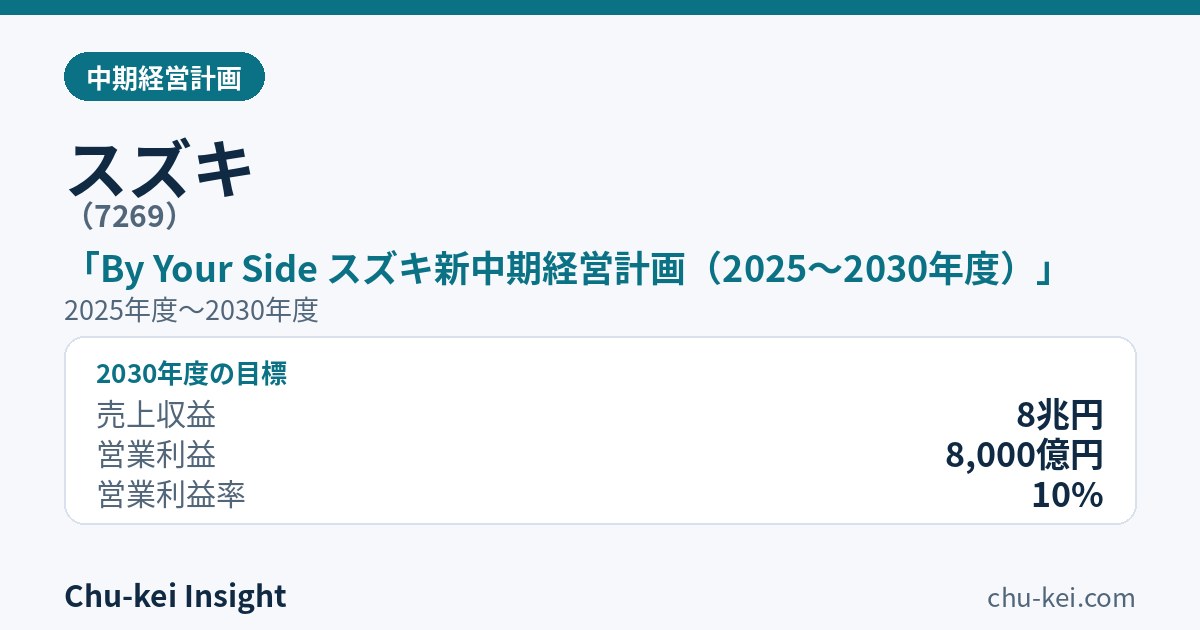 中期経営計画
スズキ
（7269）
「By Your Side スズキ新中期経営計画（2025～2030年度）」
2025年度～2030年度
2030年度の目標
売上収益 8兆円
営業利益 8,000億円
営業利益率 10%
Chu-kei Insight chu-kei.com